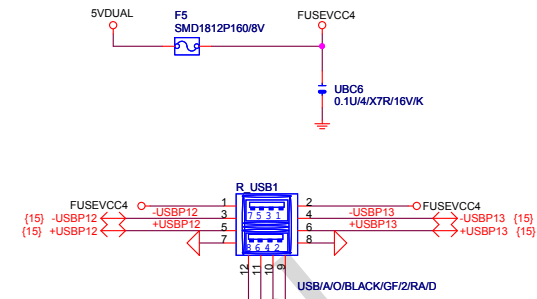 5VDUAL
F5
SMD1812P160/8V
FUSEVCC4
UBC6
0.1U/4/X7R/16V/K
R_USB1
FUSEVCC4 1 2 FUSEVCC4
{15} -USBP12 -USBP12 3 7 5 3 1 4 -USBP13 -USBP13 {15}
{15} +USBP12 +USBP12 5 6 +USBP13 +USBP13 {15}
7 8 6 4 2 8
12 11 10 9
USB/A/O/BLACK/GF/2/RA/D